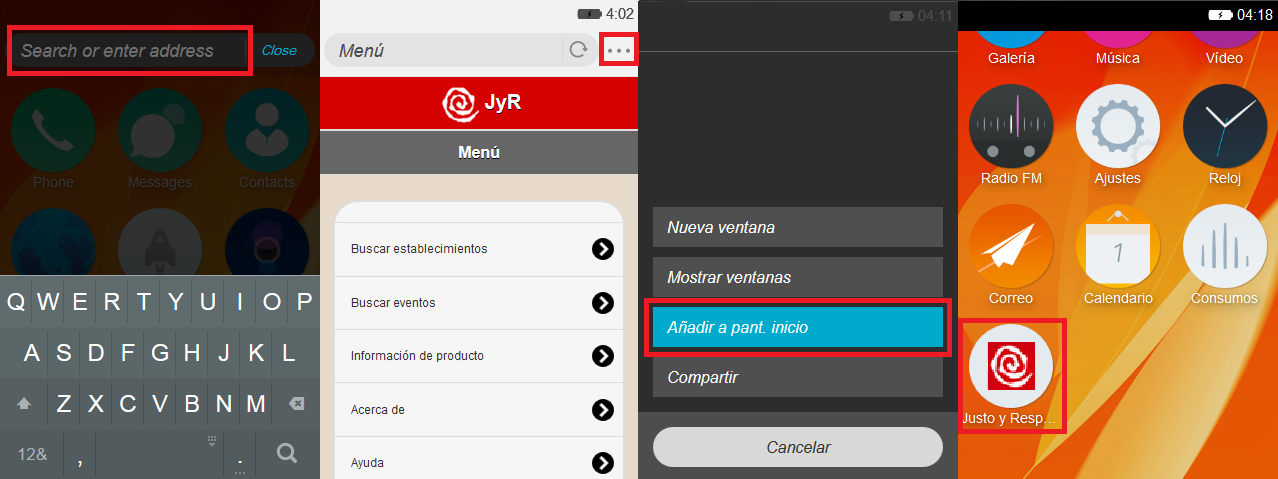 Search or enter address
Close
Phone
Messages
Contacts
Q W E R T Y U I O P
A S D F G H J K L
Z X C V B N M
12& , .
4:02
Menú
JyR
Menú
Buscar establecimientos
Buscar eventos
Información de producto
Acerca de
Ayuda
04:11
Nueva ventana
Mostrar ventanas
Añadir a pant. inicio
Compartir
Cancelar
04:18
Galería
Música
Vídeo
Radio FM
Ajustes
Reloj
1
Correo
Calendario
Consumos
Justo y Resp...